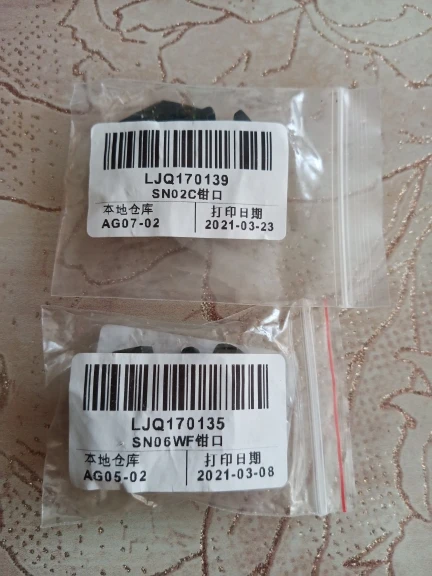 LJQ170139
SN02C钳口
本地仓库 打印日期
AG07-02 2021-03-23
LJQ170135
SN06WF钳口
本地仓库 打印日期
AG05-02 2021-03-08